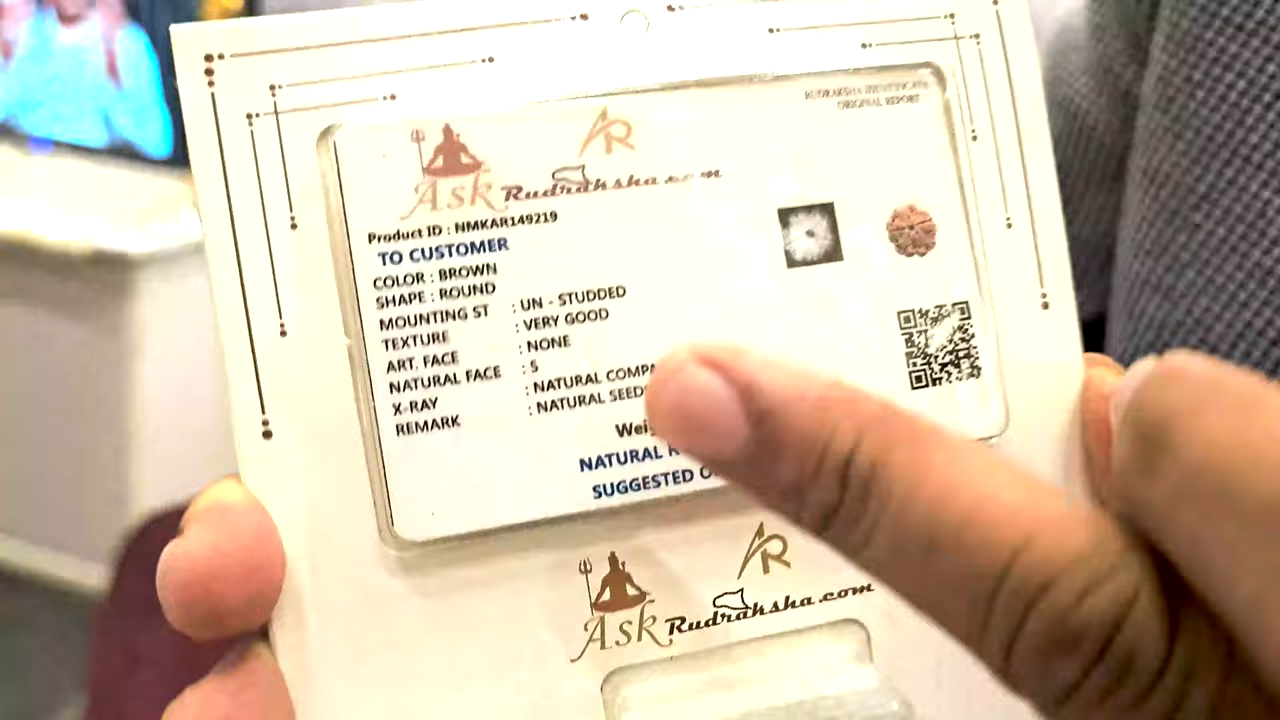 RUDRAKSHA IDENTIFICATION
ORIGINAL REPORT
AR
Ask Rudraksha.com
Product ID : NMKAR149219
TO CUSTOMER
COLOR : BROWN
SHAPE : ROUND
MOUNTING ST : UN - STUDDED
TEXTURE : VERY GOOD
ART. FACE : NONE
NATURAL FACE : 5
X-RAY : NATURAL COMPA
REMARK : NATURAL SEED
Wei
NATURAL
SUGGESTED
AR
Ask Rudraksha.com